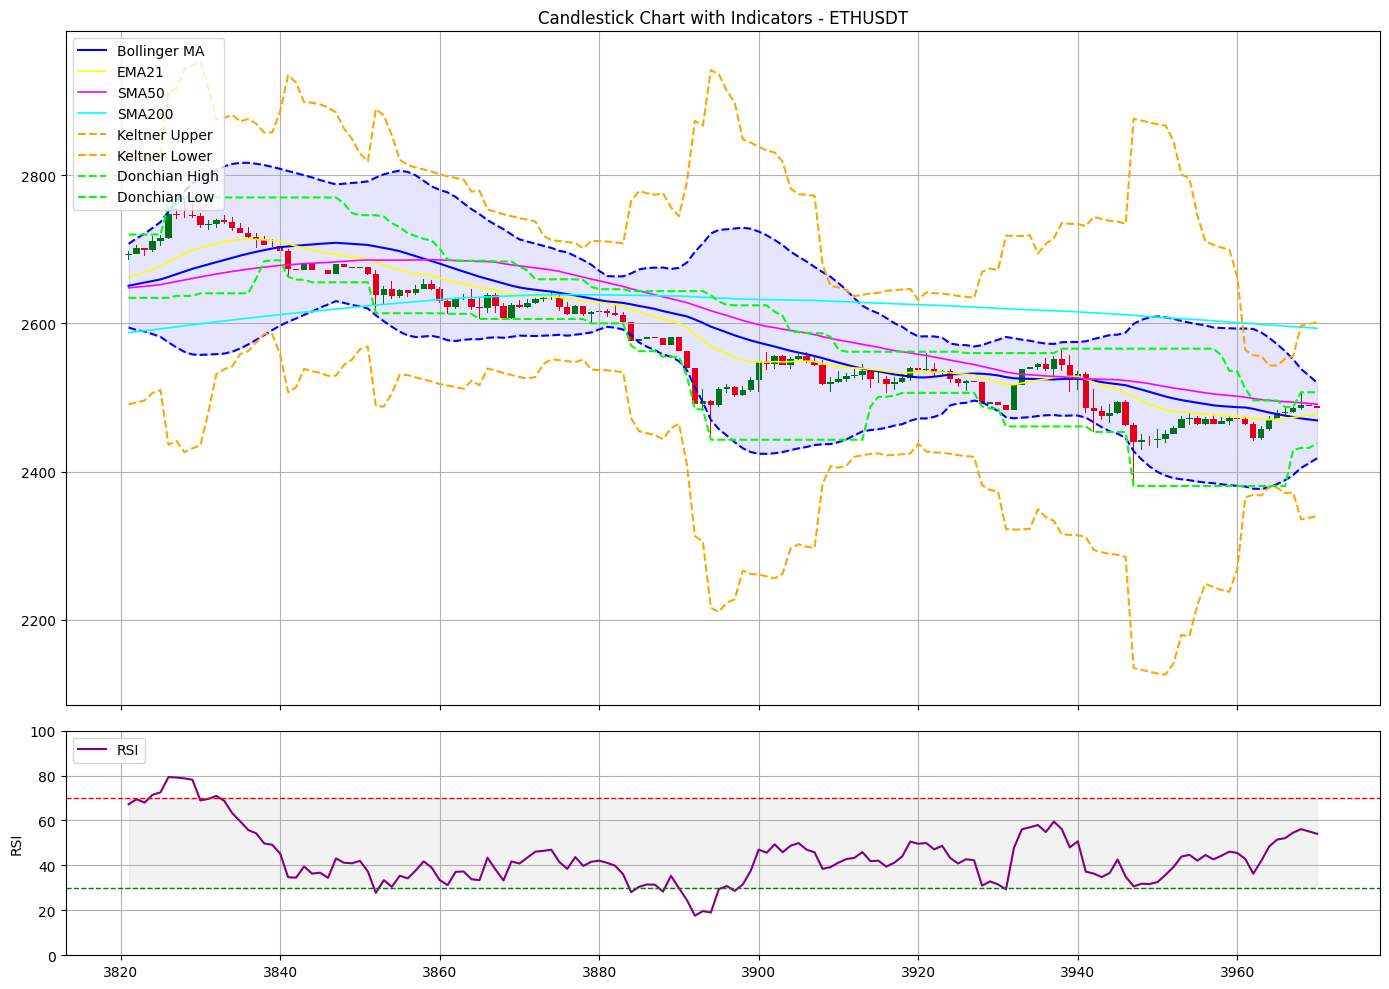 Candlestick Chart with Indicators - ETHUSDT
Bollinger MA
EMA21
SMA50
SMA200
Keltner Upper
Keltner Lower
Donchian High
Donchian Low
2800
2600
2400
2200
100
80
60
40
20
0
RSI
RSI
3820 3840 3860 3880 3900 3920 3940 3960